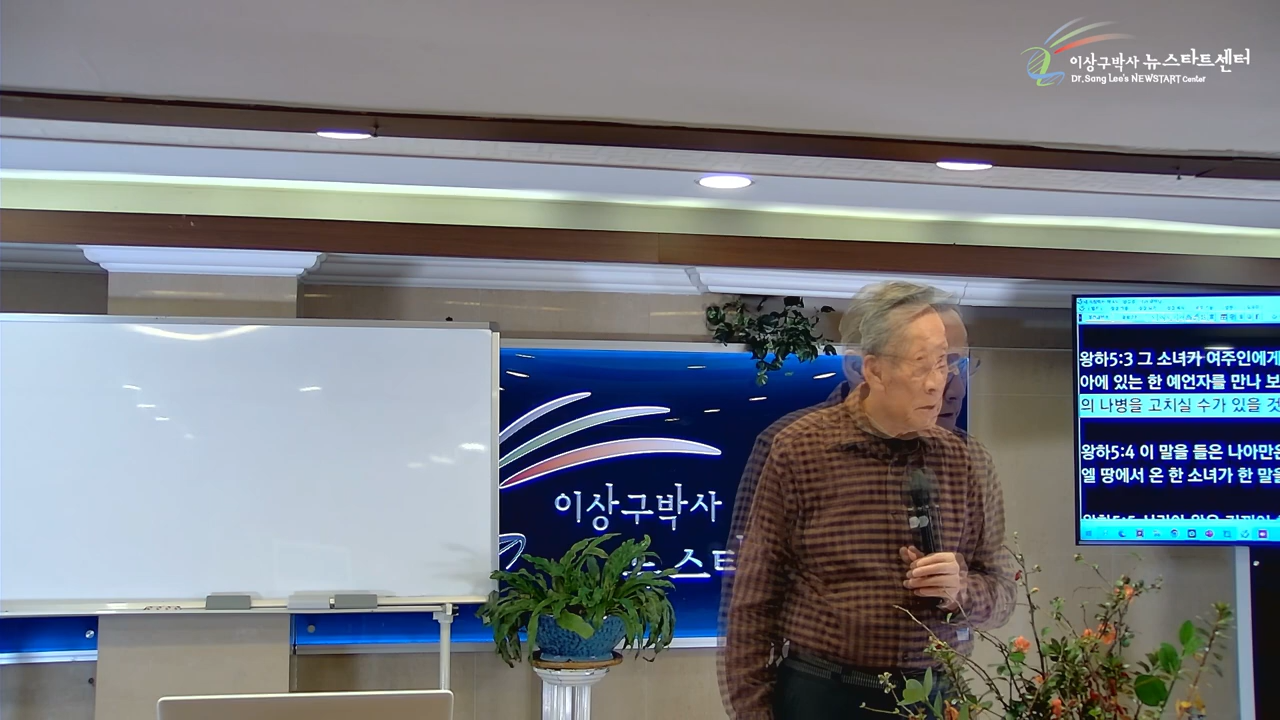 이상구박사 뉴스타트센터
Dr. Sang Lee's NEWSTART Center
왕하5:3 그 소녀가 여주인에게
아에 있는 한 예언자를 만나 보
의 나병을 고치실 수가 있을 것
왕하5:4 이 말을 들은 나아만은
엘 땅에서 온 한 소녀가 한 말을
이상구박사
스타